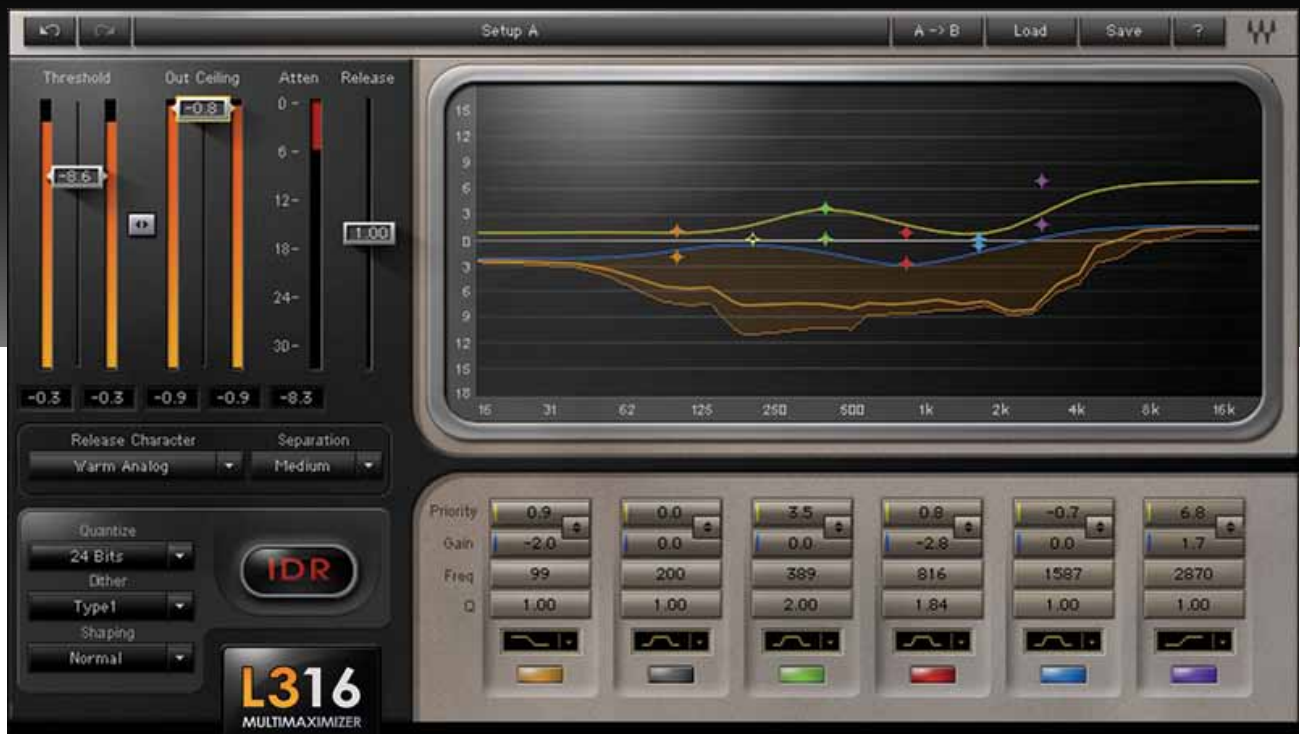 Setup A
A -> B
Load
Save
?
Threshold
Out Ceiling
Atten
Release
-8.6
-0.8
1.00
0
6
12
18
24
30
-0.3
-0.3
-0.9
-0.9
-8.3
15
12
9
6
3
0
3
6
9
12
15
18
16 31 62 125 250 500 1k 2k 4k 8k 16k
Release Character
Separation
Warm Analog
Medium
Quantize
24 Bits
Dither
Type1
Shaping
Normal
IDR
L316
MULTIMAXIMIZER
Priority 0.9 0.0 3.5 0.8 -0.7 6.8
Gain -2.0 0.0 0.0 -2.8 0.0 1.7
Freq 99 200 389 816 1587 2870
Q 1.00 1.00 2.00 1.84 1.00 1.00